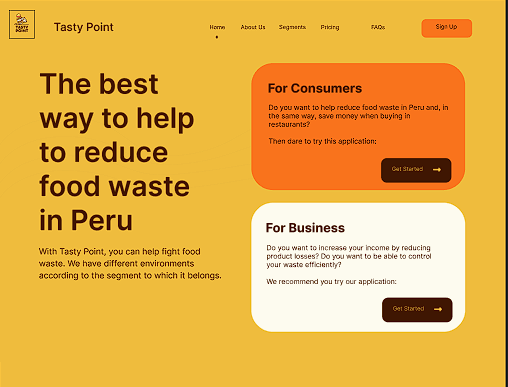 TASTY
POINT
Tasty Point
Home
About Us
Segments
Pricing
FAQs
Sign Up
The best
way to help
to reduce
food waste
in Peru
With Tasty Point, you can help fight food
waste. We have different environments
according to the segment to which it belongs.
For Consumers
Do you want to help reduce food waste in Peru and, in
the same way, save money when buying in
restaurants?
Then dare to try this application:
Get Started
For Business
Do you want to increase your income by reducing
product losses? Do you want to be able to control
your waste efficiently?
We recommend you try our application:
Get Started